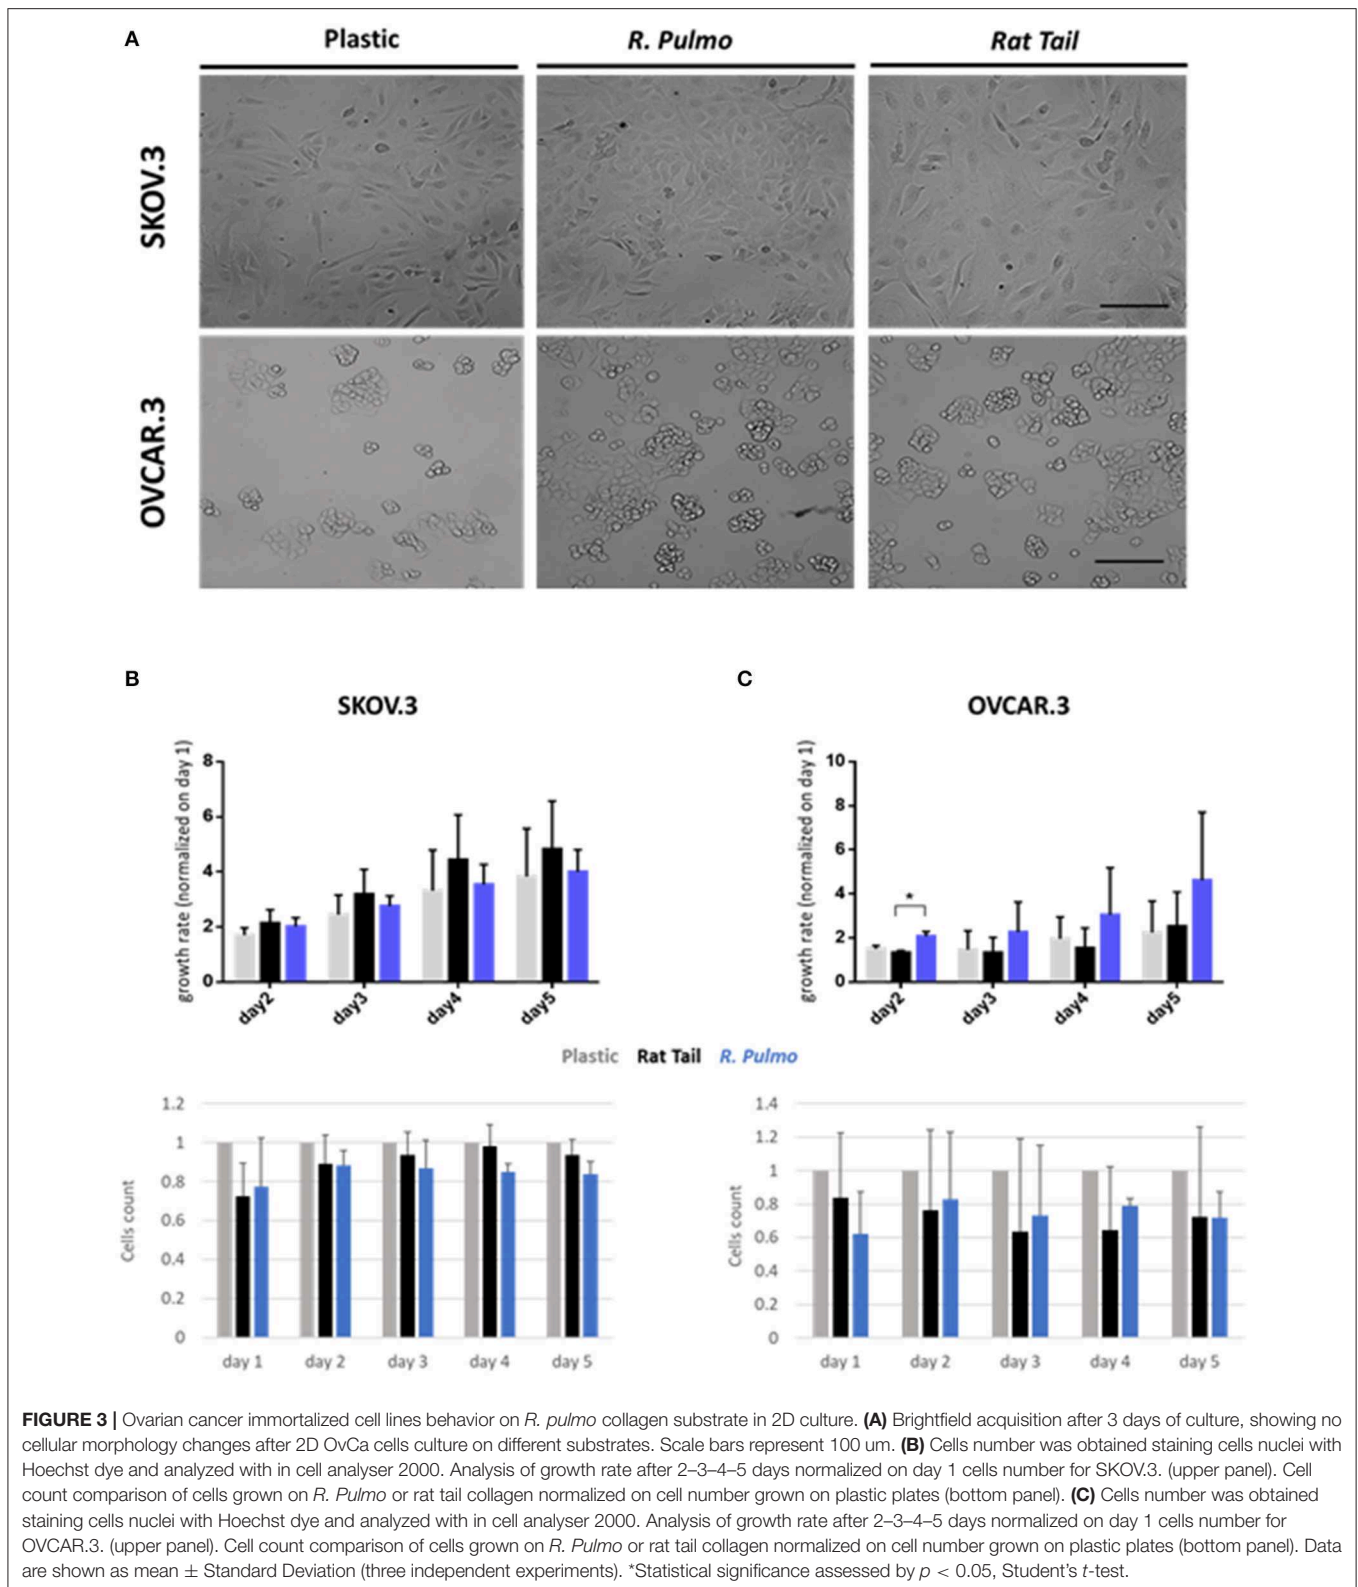 A
Plastic
R. Pulmo
Rat Tail
SKOV.3
OVCAR.3
B
SKOV.3
growth rate (normalized on day 1)
8
6
4
2
0
day2
day3
day4
day5
C
OVCAR.3
growth rate (normalized on day 1)
10
8
6
4
2
0
*
day2
day3
day4
day5
Plastic Rat Tail R. Pulmo
Cells count
1.2
1
0.8
0.6
0.4
0.2
0
day 1
day 2
day 3
day 4
day 5
Cells count
1.4
1.2
1
0.8
0.6
0.4
0.2
0
day 1
day 2
day 3
day 4
day 5
FIGURE 3 | Ovarian cancer immortalized cell lines behavior on R. pulmo collagen substrate in 2D culture. (A) Brightfield acquisition after 3 days of culture, showing no
cellular morphology changes after 2D OvCa cells culture on different substrates. Scale bars represent 100 um. (B) Cells number was obtained staining cells nuclei with
Hoechst dye and analyzed with in cell analyser 2000. Analysis of growth rate after 2–3–4–5 days normalized on day 1 cells number for SKOV.3. (upper panel). Cell
count comparison of cells grown on R. Pulmo or rat tail collagen normalized on cell number grown on plastic plates (bottom panel). (C) Cells number was obtained
staining cells nuclei with Hoechst dye and analyzed with in cell analyser 2000. Analysis of growth rate after 2–3–4–5 days normalized on day 1 cells number for
OVCAR.3. (upper panel). Cell count comparison of cells grown on R. Pulmo or rat tail collagen normalized on cell number grown on plastic plates (bottom panel). Data
are shown as mean ± Standard Deviation (three independent experiments). *Statistical significance assessed by p < 0.05, Student's t-test.